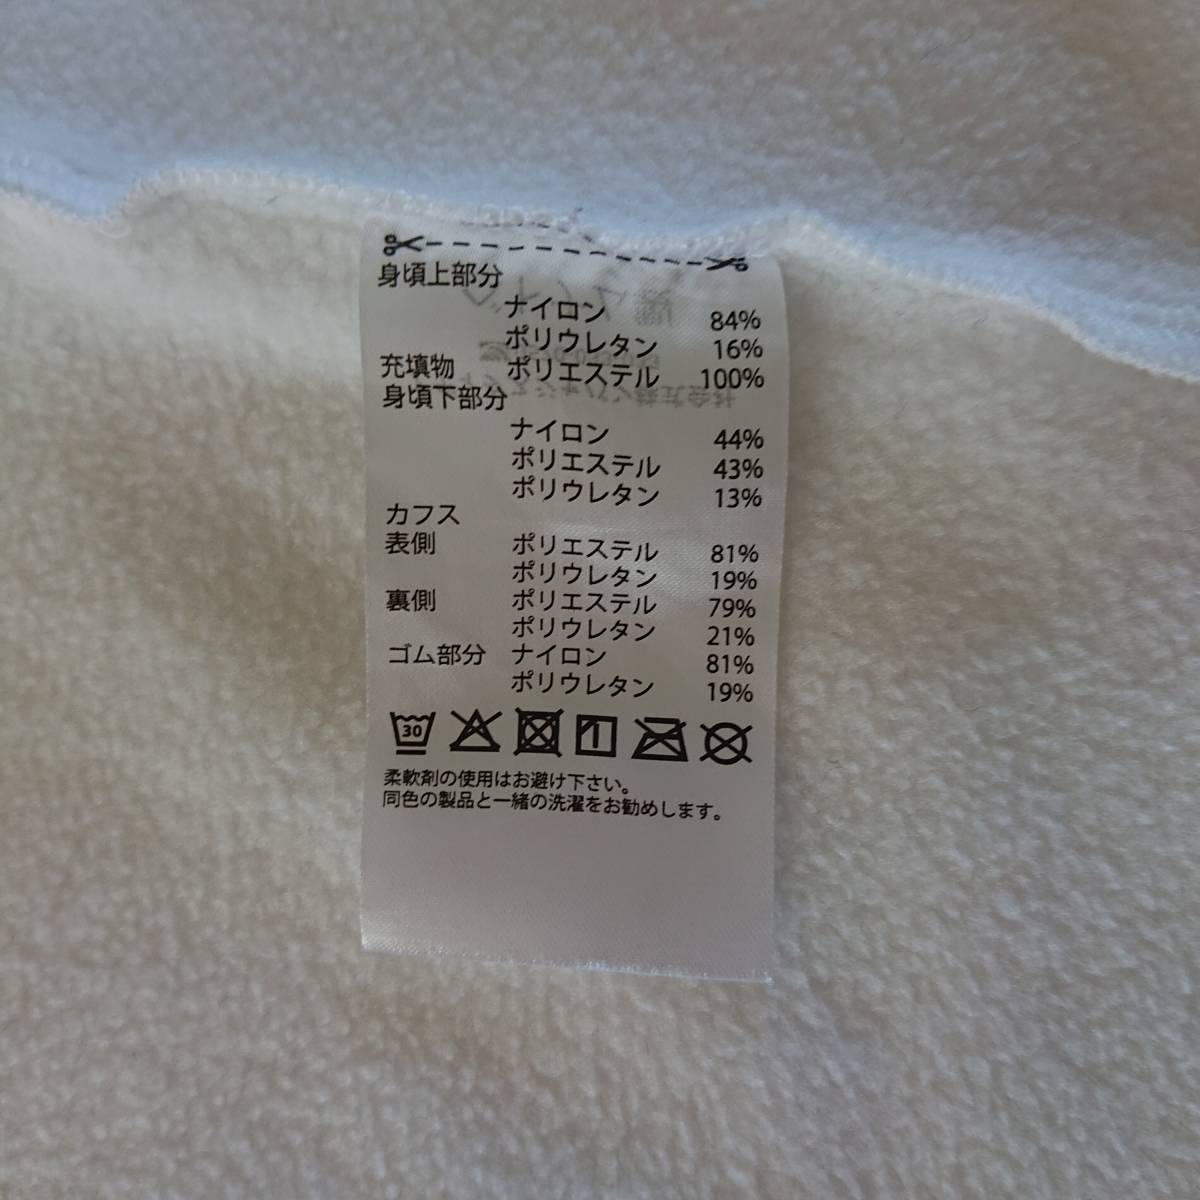 身頃上部分
ナイロン 84%
ポリウレタン 16%
充填物 ポリエステル 100%
身頃下部分
ナイロン 44%
ポリエステル 43%
ポリウレタン 13%
カフス
表側 ポリエステル 81%
ポリウレタン 19%
裏側 ポリエステル 79%
ポリウレタン 21%
ゴム部分 ナイロン 81%
ポリウレタン 19%
30
柔軟剤の使用はお避け下さい。
同色の製品と一緒の洗濯をお勧めします。